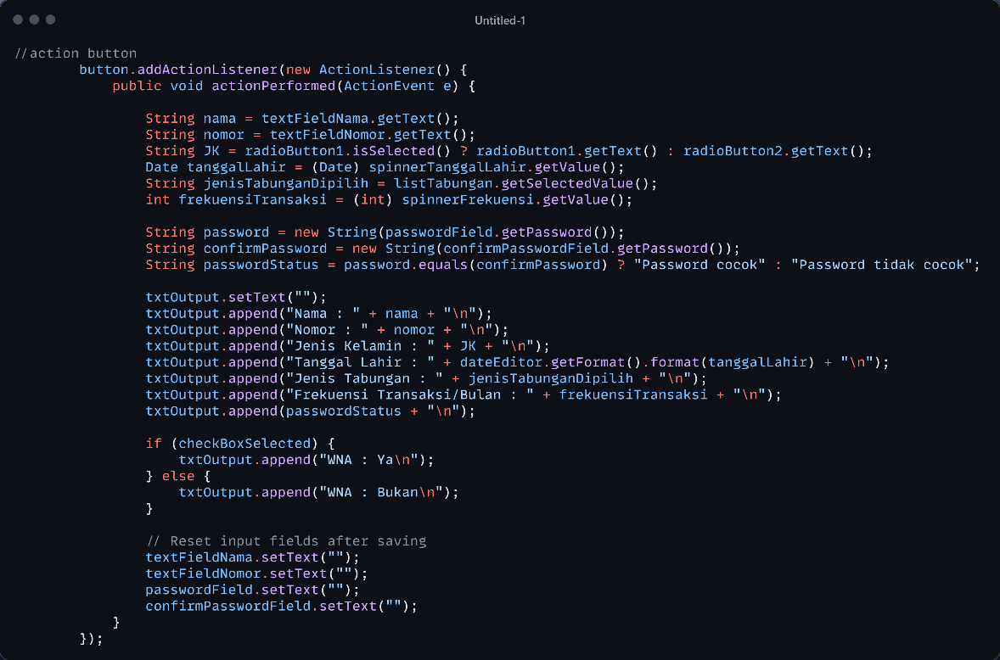 Untitled-1
//action button
button.addActionListener(new ActionListener() {
public void actionPerformed(ActionEvent e) {
String nama = textFieldNama.getText();
String nomor = textFieldNomor.getText();
String JK = radioButton1.isSelected() ? radioButton1.getText() : radioButton2.getText();
Date tanggalLahir = (Date) spinnerTanggalLahir.getValue();
String jenisTabunganDipilih = listTabungan.getSelectedValue();
int frekuensiTransaksi = (int) spinnerFrekuensi.getValue();
String password = new String(passwordField.getPassword());
String confirmPassword = new String(confirmPasswordField.getPassword());
String passwordStatus = password.equals(confirmPassword) ? "Password cocok" : "Password tidak cocok";
txtOutput.setText("");
txtOutput.append("Nama : " + nama + "\n");
txtOutput.append("Nomor : " + nomor + "\n");
txtOutput.append("Jenis Kelamin : " + JK + "\n");
txtOutput.append("Tanggal Lahir : " + dateEditor.getFormat().format(tanggalLahir) + "\n");
txtOutput.append("Jenis Tabungan : " + jenisTabunganDipilih + "\n");
txtOutput.append("Frekuensi Transaksi/Bulan : " + frekuensiTransaksi + "\n");
txtOutput.append(passwordStatus + "\n");
if (checkBoxSelected) {
txtOutput.append("WNA : Ya\n");
} else {
txtOutput.append("WNA : Bukan\n");
}
// Reset input fields after saving
textFieldNama.setText("");
textFieldNomor.setText("");
passwordField.setText("");
confirmPasswordField.setText("");
}
});